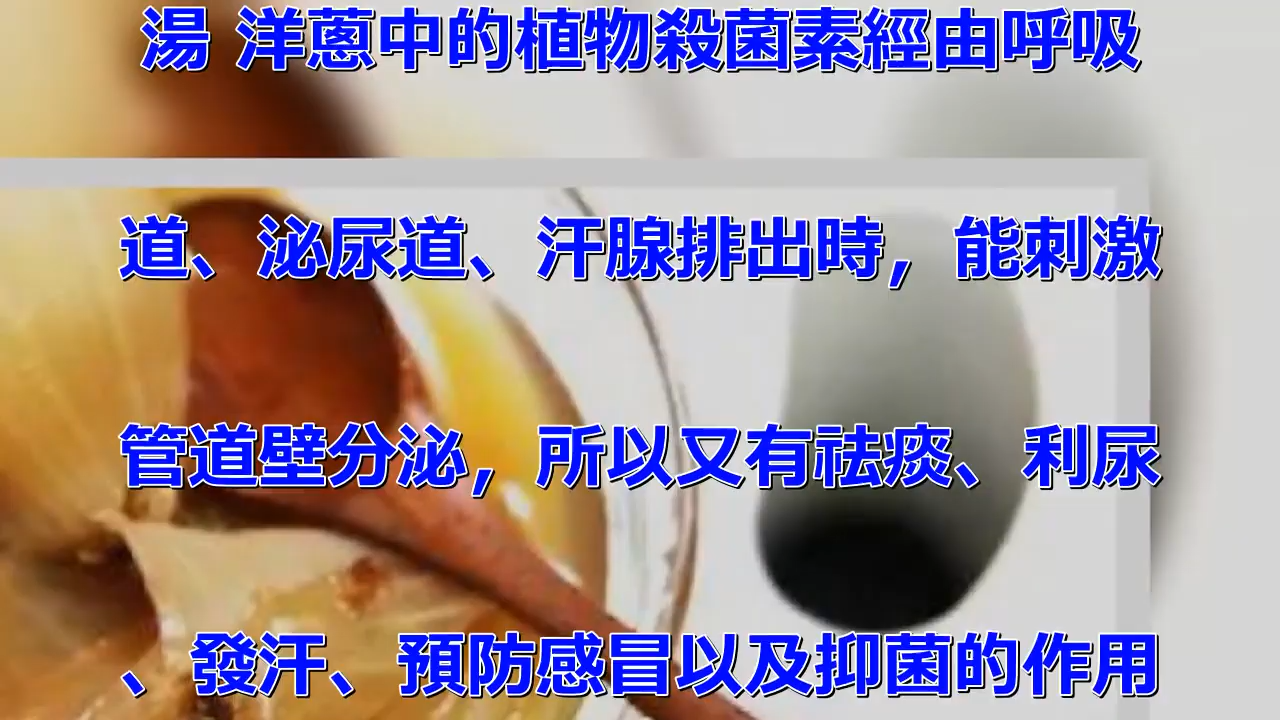 湯 洋蔥中的植物殺菌素經由呼吸
道、泌尿道、汗腺排出時，能刺激
管道壁分泌，所以又有祛痰、利尿
、發汗、預防感冒以及抑菌的作用